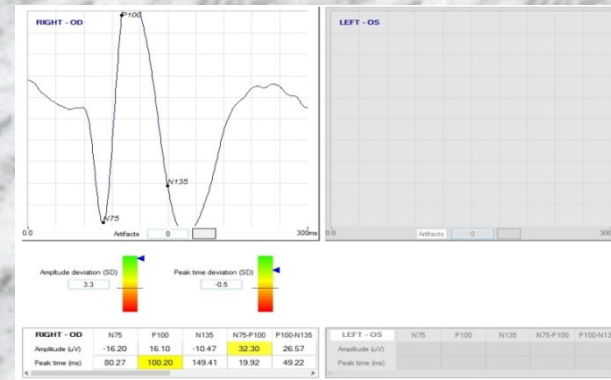 RIGHT - OD
P100
N135
N75
0.0
Artifacts
0
300ms
LEFT - OS
0.0
Artifacts
0
Amplitude deviation (SD)
3.3
Peak time deviation (SD)
-0.5
RIGHT - OD N75 P100 N135 N75-P100 P100-N135
Amplitude (µV) -16.20 16.10 -10.47 32.30 26.57
Peak time (ms) 80.27 100.20 149.41 19.92 49.22
LEFT - OS N75 P100 N135 N75-P100
Amplitude (µV)
Peak time (ms)